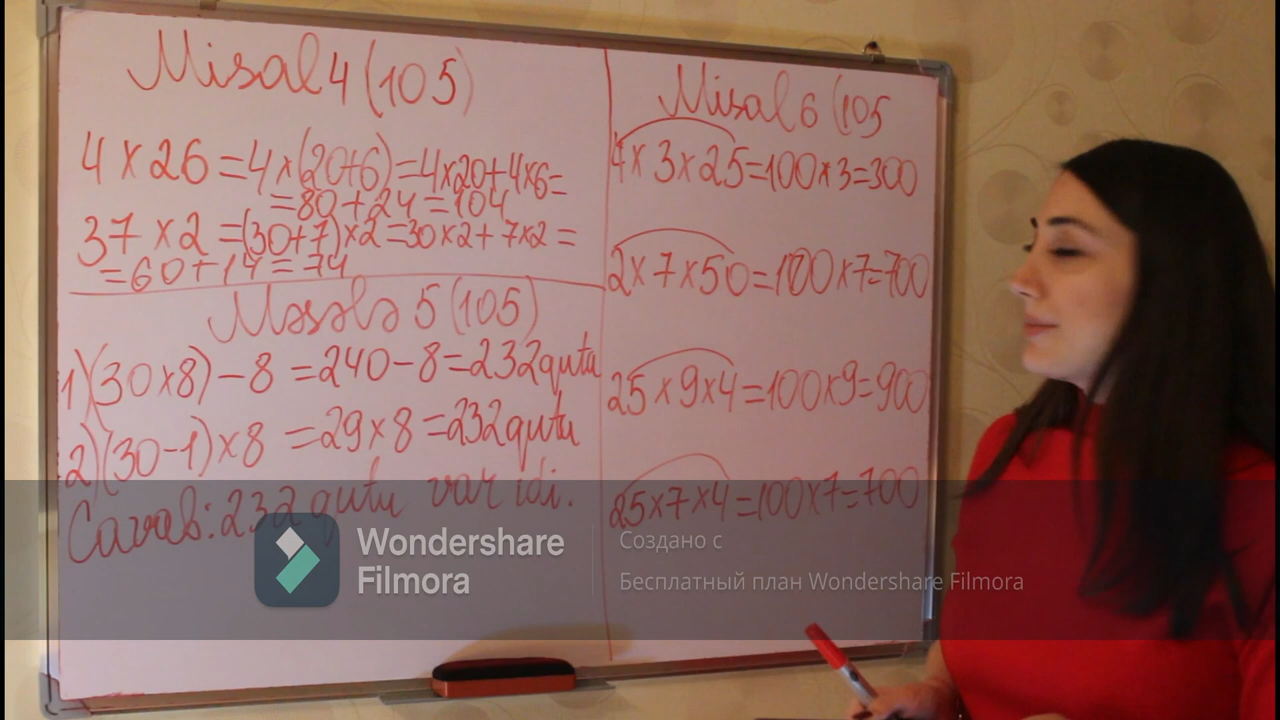 Misal 4 (105)
4 x 26 = 4 x (20+6) = 4x20 + 4x6 =
= 80 + 24 = 104
37 x 2 = (30+7) x 2 = 30x2 + 7x2 =
= 60 + 14 = 74
Məsələ 5 (105)
1) (30 x 8) - 8 = 240 - 8 = 232 qutu
2) (30-1) x 8 = 29 x 8 = 232 qutu
Cavab: 232 qutu var idi.
Misal 6 (105
4 x 3 x 25 = 100 x 3 = 300
2 x 7 x 50 = 100 x 7 = 700
25 x 9 x 4 = 100 x 9 = 900
25 x 7 x 4 = 100 x 7 = 700
Wondershare
Filmora
Создано с
Бесплатный план Wondershare Filmora